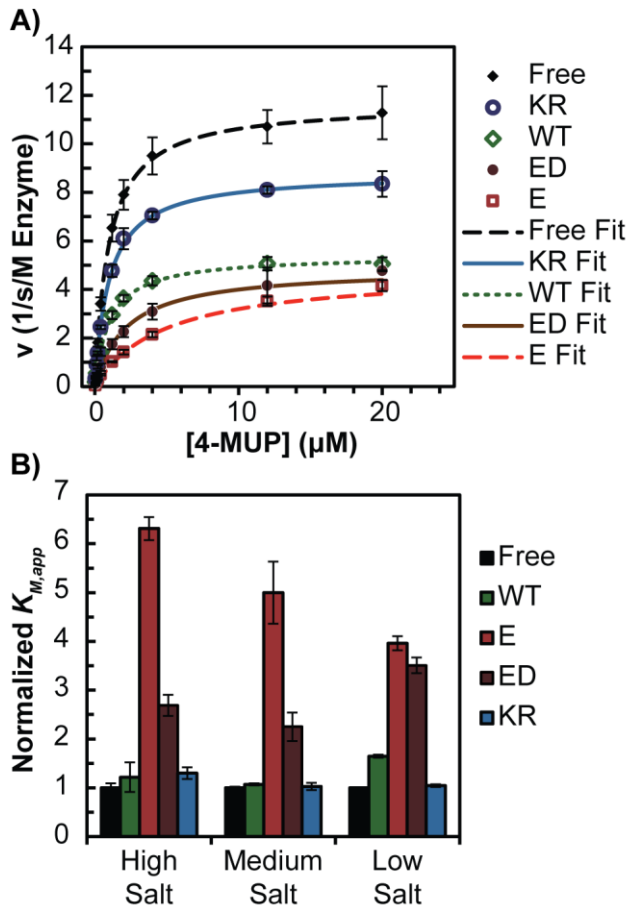 A)
v (1/s/M Enzyme)
14
12
10
8
6
4
2
0
0
10
20
[4-MUP] (µM)
Free
KR
WT
ED
E
Free Fit
KR Fit
WT Fit
ED Fit
E Fit
B)
Normalized K_M,app
7
6
5
4
3
2
1
0
High
Salt
Medium
Salt
Low
Salt
Free
WT
E
ED
KR